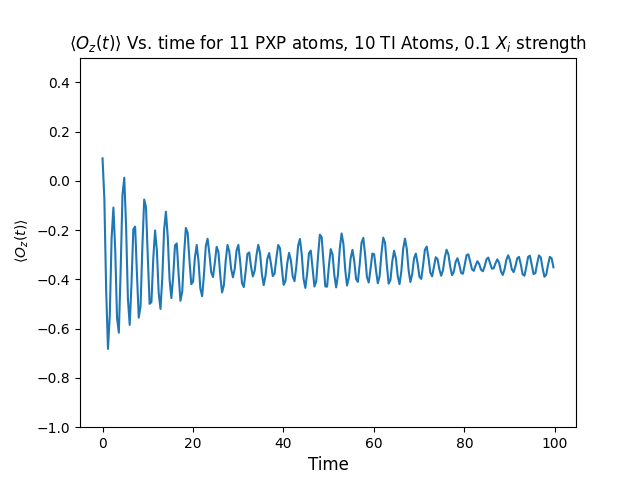 ⟨O_z(t)⟩ Vs. time for 11 PXP atoms, 10 TI Atoms, 0.1 X_i strength
0.4
0.2
0.0
−0.2
−0.4
−0.6
−0.8
−1.0
⟨O_z(t)⟩
0 20 40 60 80 100
Time